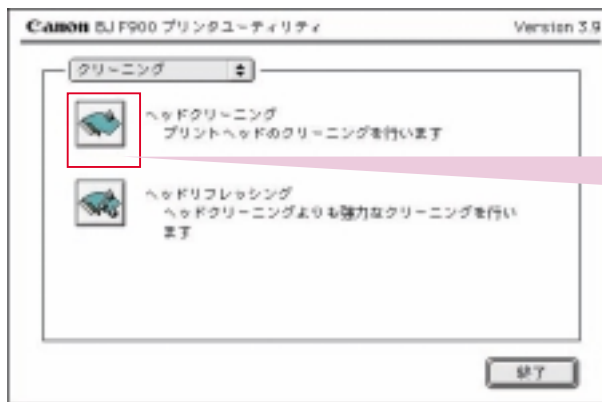 Canon BJ F900 プリンタユーティリティ
Version 3.9
クリーニング
ヘッドクリーニング
プリントヘッドのクリーニングを行います
ヘッドリフレッシング
ヘッドクリーニングよりも強力なクリーニングを行い
ます
終了